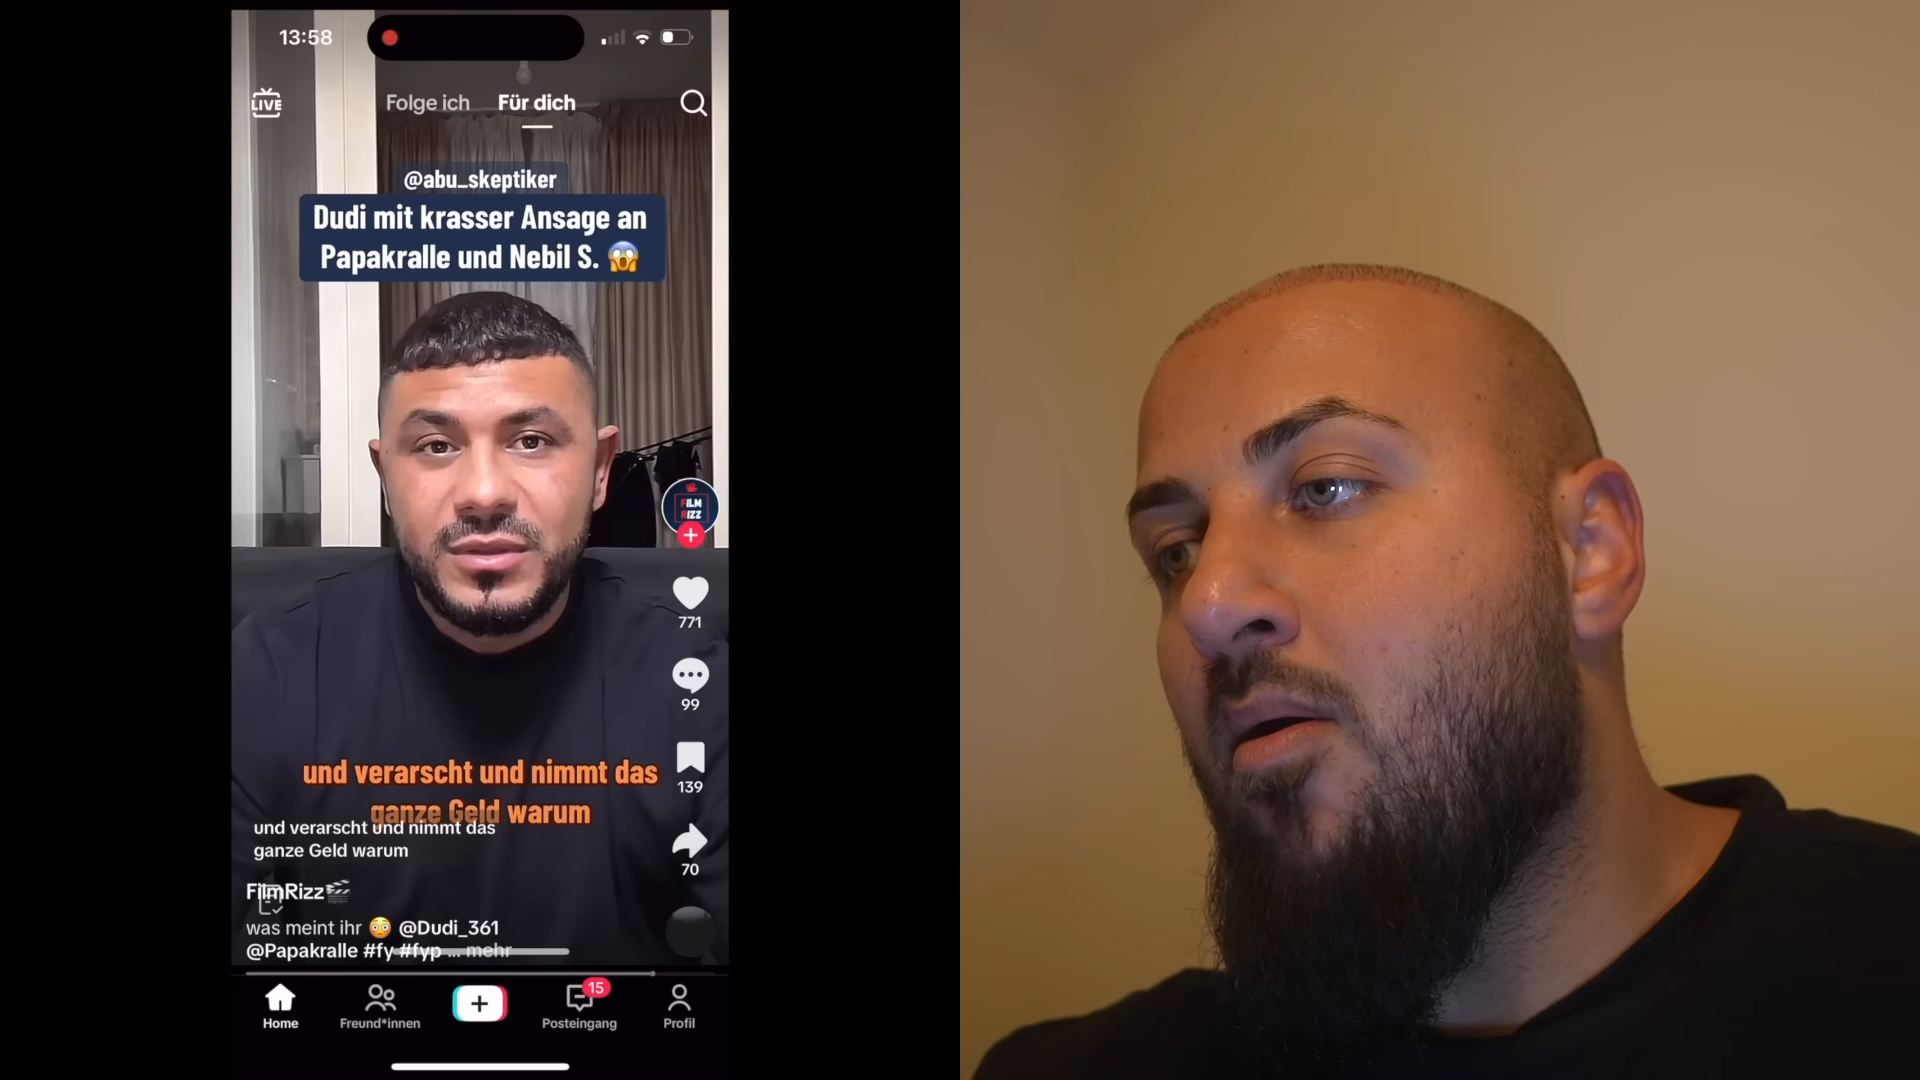 13:58
LIVE
Folge ich
Für dich
@abu_skeptiker
Dudi mit krasser Ansage an
Papakralle und Nebil S. 😱
FILM
RIZZ
771
99
139
70
und verarscht und nimmt das
ganze Geld warum
und verarscht und nimmt das
ganze Geld warum
FilmRizz🎬
was meint ihr 😳 @Dudi_361
@Papakralle #fy #fyp ... mehr
Home
Freund*innen
15
Posteingang
Profil